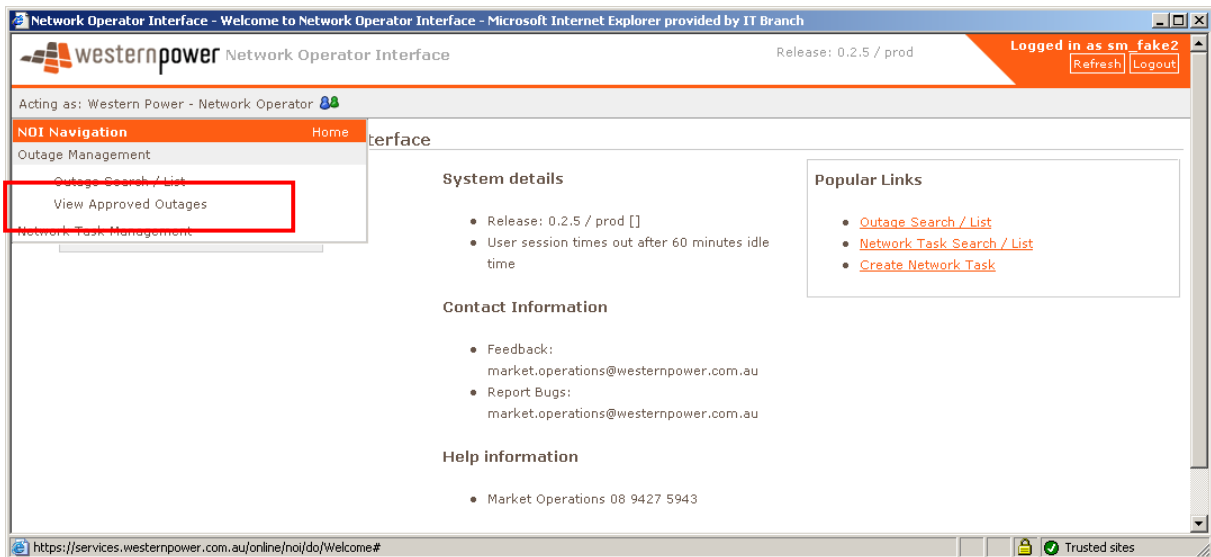 Network Operator Interface - Welcome to Network Operator Interface - Microsoft Internet Explorer provided by IT Branch
westernpower Network Operator Interface
Release: 0.2.5 / prod
Logged in as sm_fake2
Refresh Logout
Acting as: Western Power - Network Operator
NOI Navigation Home
terface
Outage Management
Outage Search / List
View Approved Outages
Network Task Management
System details
• Release: 0.2.5 / prod []
• User session times out after 60 minutes idle
time
Contact Information
• Feedback:
market.operations@westernpower.com.au
• Report Bugs:
market.operations@westernpower.com.au
Help information
• Market Operations 08 9427 5943
Popular Links
• Outage Search / List
• Network Task Search / List
• Create Network Task
https://services.westernpower.com.au/online/noi/do/Welcome#
Trusted sites